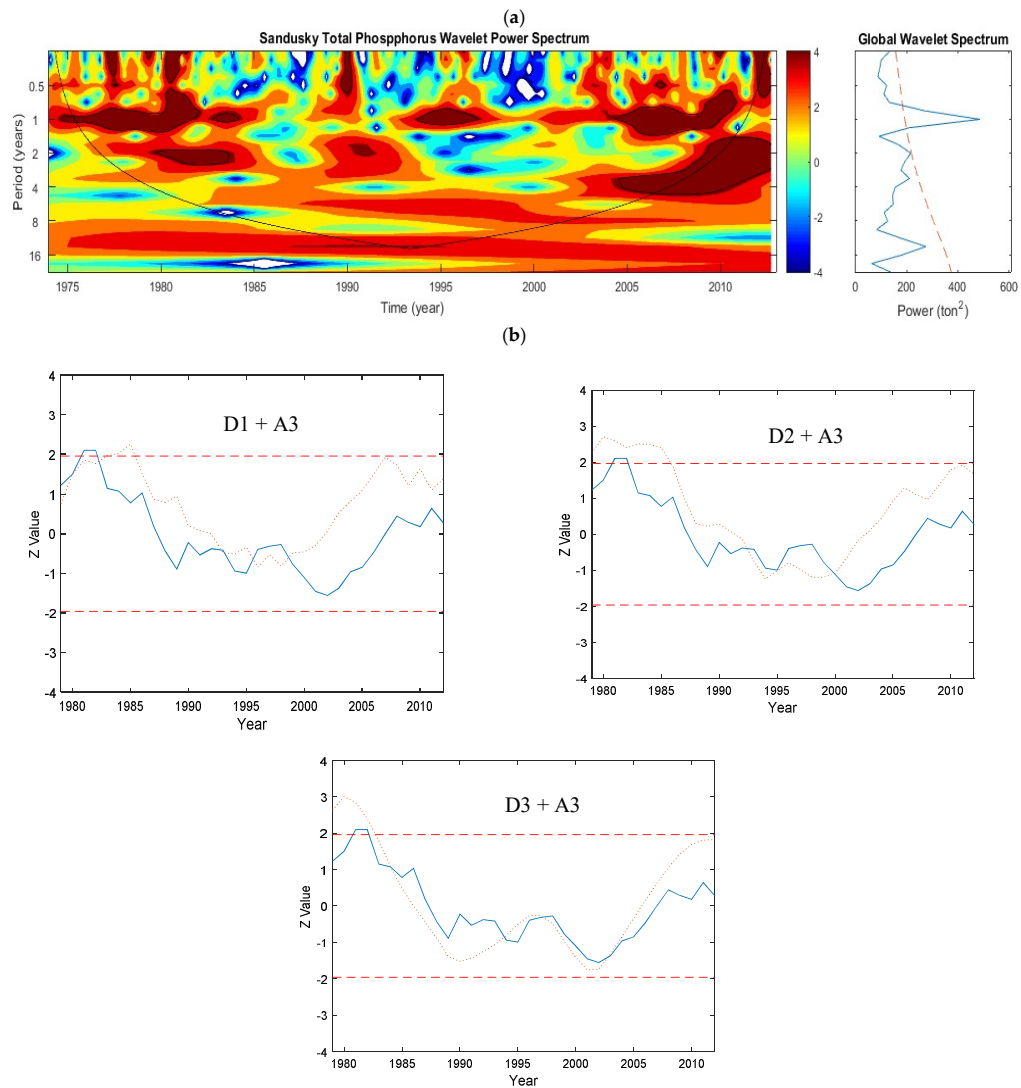 (a)
Sandusky Total Phospphorus Wavelet Power Spectrum
Global Wavelet Spectrum
Period (years)
0.5
1
2
4
8
16
1975 1980 1985 1990 1995 2000 2005 2010
Time (year)
4
2
0
-2
-4
0 200 400 600
Power (ton²)
(b)
D1 + A3
Z Value
4
3
2
1
0
-1
-2
-3
-4
1980 1985 1990 1995 2000 2005 2010
Year
D2 + A3
Z Value
4
3
2
1
0
-1
-2
-3
-4
1980 1985 1990 1995 2000 2005 2010
Year
D3 + A3
Z Value
4
3
2
1
0
-1
-2
-3
-4
1980 1985 1990 1995 2000 2005 2010
Year